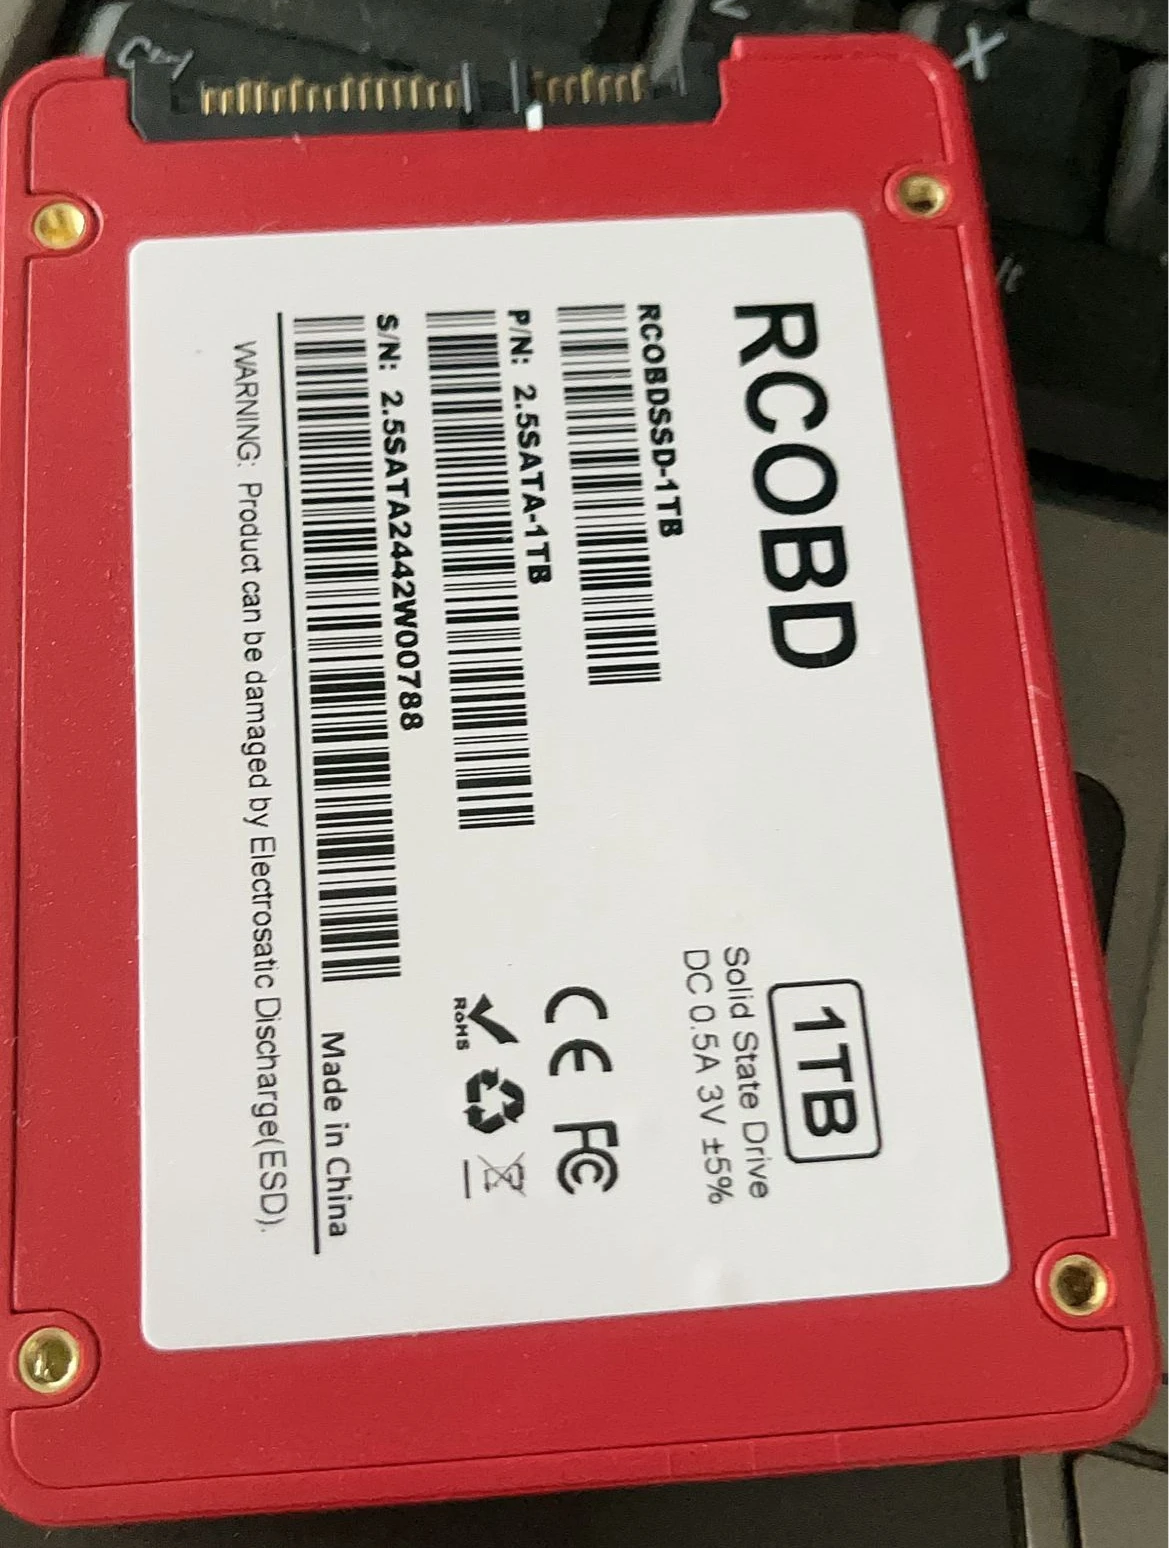 RCOBD
1TB
Solid State Drive
DC 0.5A 3V ±5%
RCOBDSSD-1TB
P/N: 2.5SATA-1TB
S/N: 2.5SATA2442W00788
CE FC
RoHS
Made in China
WARNING: Product can be damaged by Electrosatic Discharge(ESD).
X